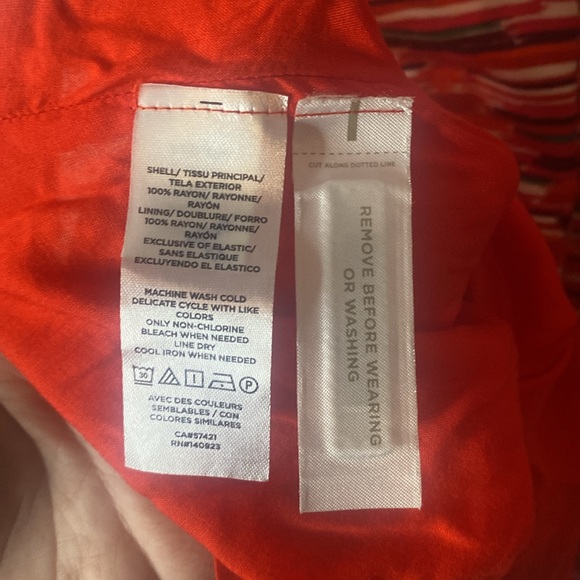 SHELL/ TISSU PRINCIPAL/
TELA EXTERIOR
100% RAYON/ RAYONNE/
RAYÓN
LINING/ DOUBLURE/ FORRO
100% RAYON/ RAYONNE/
RAYÓN
EXCLUSIVE OF ELASTIC/
SANS ELASTIQUE
EXCLUYENDO EL ELASTICO
MACHINE WASH COLD
DELICATE CYCLE WITH LIKE
COLORS
ONLY NON-CHLORINE
BLEACH WHEN NEEDED
LINE DRY
COOL IRON WHEN NEEDED
30 P
AVEC DES COULEURS
SEMBLABLES / CON
COLORES SIMILARES
CA#57421
RN#140823
CUT ALONG DOTTED LINE
REMOVE BEFORE WEARING
OR WASHING